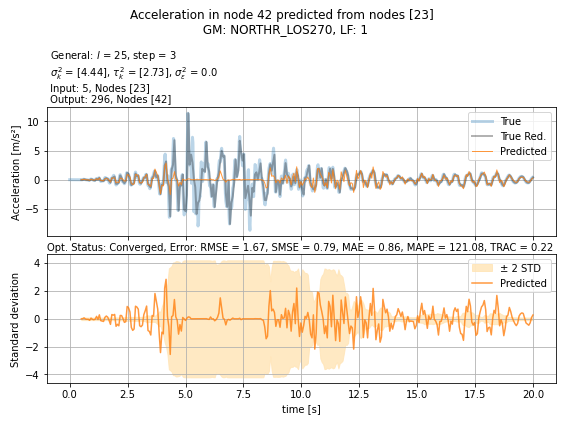 Acceleration in node 42 predicted from nodes [23]
GM: NORTHR_LOS270, LF: 1
General: l = 25, step = 3
σ²ₖ = [4.44], τ²ₖ = [2.73], σ²ε = 0.0
Input: 5, Nodes [23]
Output: 296, Nodes [42]
Acceleration [m/s²]
10
5
0
−5
True
True Red.
Predicted
Opt. Status: Converged, Error: RMSE = 1.67, SMSE = 0.79, MAE = 0.86, MAPE = 121.08, TRAC = 0.22
Standard deviation
4
2
0
−2
−4
± 2 STD
Predicted
0.0 2.5 5.0 7.5 10.0 12.5 15.0 17.5 20.0
time [s]